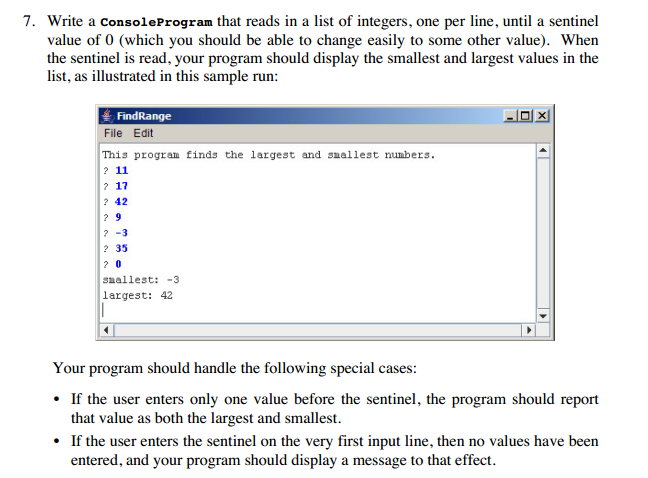 7. Write a ConsoleProgram that reads in a list of integers, one per line, until a sentinel
value of 0 (which you should be able to change easily to some other value). When
the sentinel is read, your program should display the smallest and largest values in the
list, as illustrated in this sample run:
FindRange
File Edit
This program finds the largest and smallest numbers.
? 11
? 17
? 42
? 9
? -3
? 35
? 0
smallest: -3
largest: 42
Your program should handle the following special cases:
• If the user enters only one value before the sentinel, the program should report
that value as both the largest and smallest.
• If the user enters the sentinel on the very first input line, then no values have been
entered, and your program should display a message to that effect.